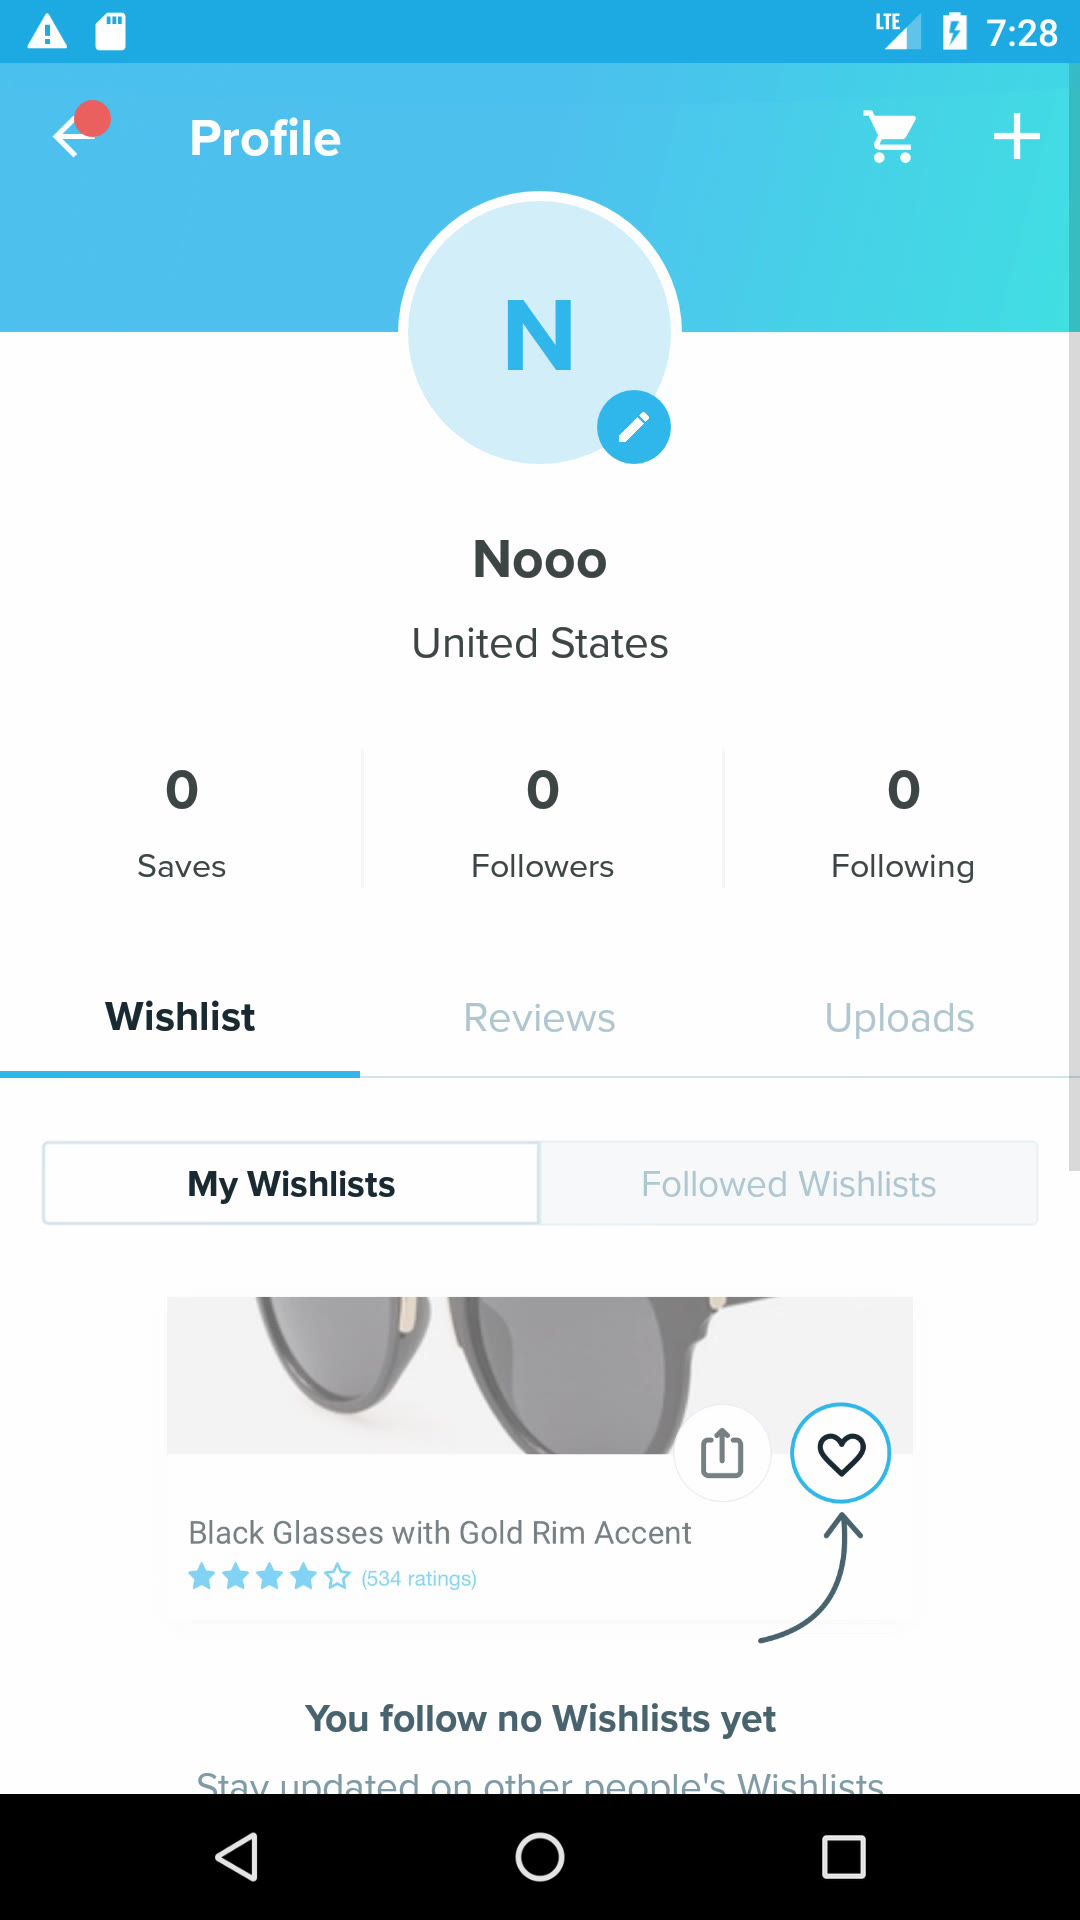 LTE 7:28
Profile
N
Nooo
United States
0 0 0
Saves Followers Following
Wishlist Reviews Uploads
My Wishlists Followed Wishlists
Black Glasses with Gold Rim Accent
(534 ratings)
You follow no Wishlists yet
Stay updated on other people's Wishlists